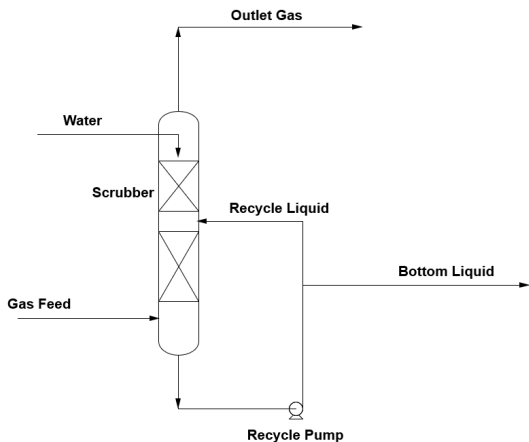 Outlet Gas
Water
Scrubber
Recycle Liquid
Bottom Liquid
Gas Feed
Recycle Pump